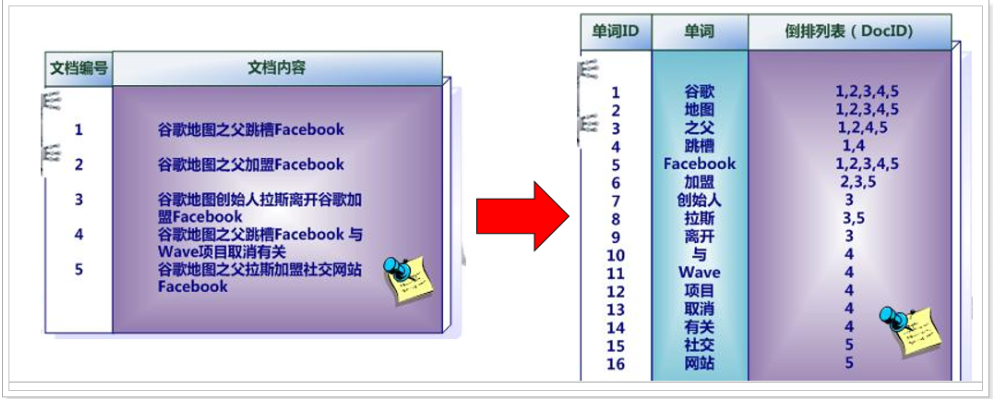 文档编号 文档内容
1 谷歌地图之父跳槽Facebook
2 谷歌地图之父加盟Facebook
3 谷歌地图创始人拉斯离开谷歌加
盟Facebook
4 谷歌地图之父跳槽Facebook 与
Wave项目取消有关
5 谷歌地图之父拉斯加盟社交网站
Facebook
单词ID 单词 倒排列表（DocID)
1 谷歌 1,2,3,4,5
2 地图 1,2,3,4,5
3 之父 1,2,4,5
4 跳槽 1,4
5 Facebook 1,2,3,4,5
6 加盟 2,3,5
7 创始人 3
8 拉斯 3,5
9 离开 3
10 与 4
11 Wave 4
12 项目 4
13 取消 4
14 有关 4
15 社交 5
16 网站 5